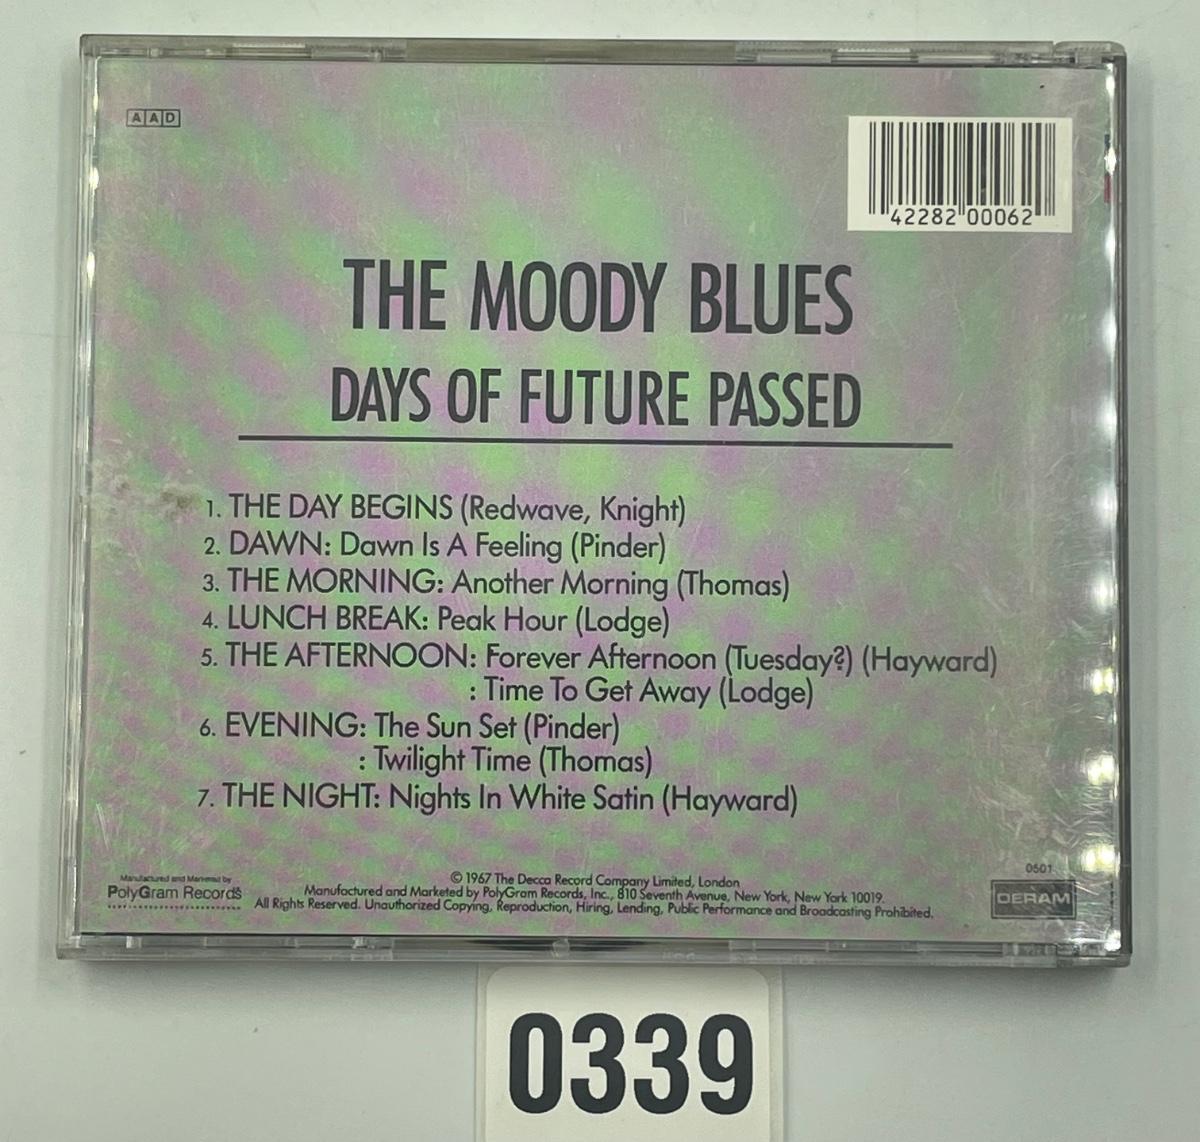 AAD
42282 00062
THE MOODY BLUES
DAYS OF FUTURE PASSED
1. THE DAY BEGINS (Redwave, Knight)
2. DAWN: Dawn Is A Feeling (Pinder)
3. THE MORNING: Another Morning (Thomas)
4. LUNCH BREAK: Peak Hour (Lodge)
5. THE AFTERNOON: Forever Afternoon (Tuesday?) (Hayward)
: Time To Get Away (Lodge)
6. EVENING: The Sun Set (Pinder)
: Twilight Time (Thomas)
7. THE NIGHT: Nights In White Satin (Hayward)
Manufactured and Marketed by
PolyGram Records
© 1967 The Decca Record Company Limited, London
Manufactured and Marketed by PolyGram Records, Inc., 810 Seventh Avenue, New York, New York 10019.
All Rights Reserved. Unauthorized Copying, Reproduction, Hiring, Lending, Public Performance and Broadcasting Prohibited.
0601
DERAM
0339